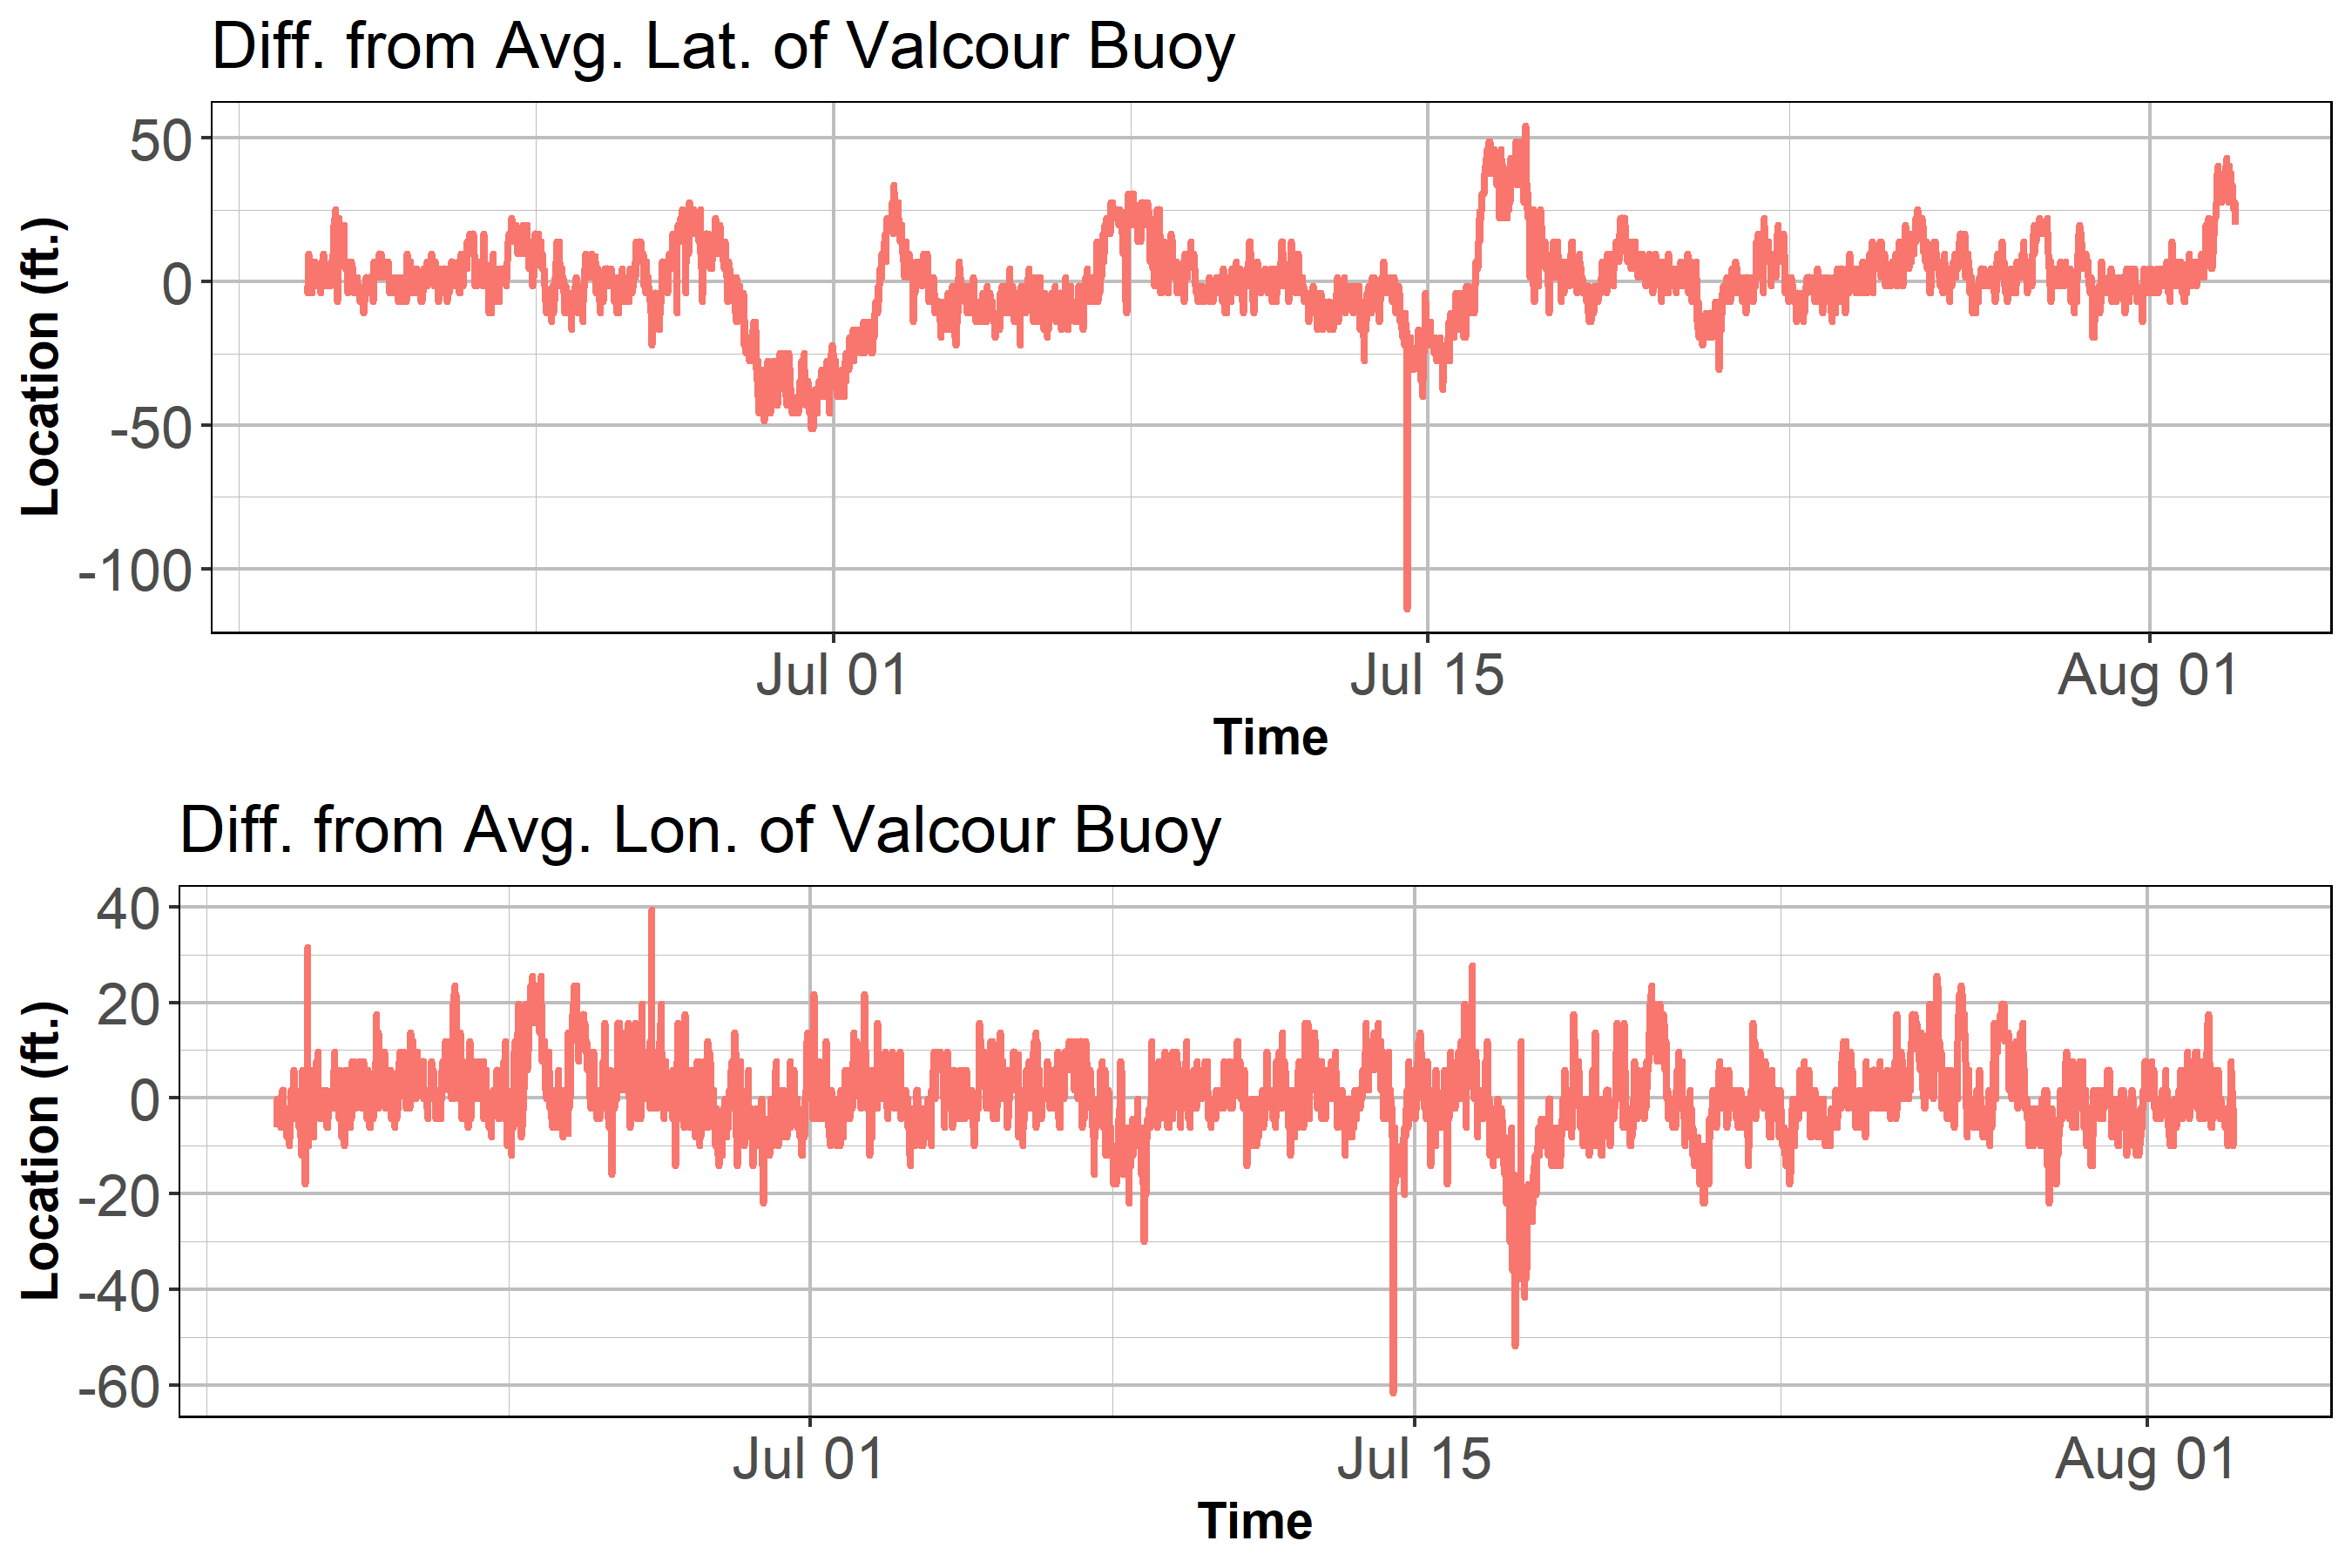 Diff. from Avg. Lat. of Valcour Buoy
Location (ft.)
50
0
-50
-100
Jul 01 Jul 15 Aug 01
Time
Diff. from Avg. Lon. of Valcour Buoy
Location (ft.)
40
20
0
-20
-40
-60
Jul 01 Jul 15 Aug 01
Time